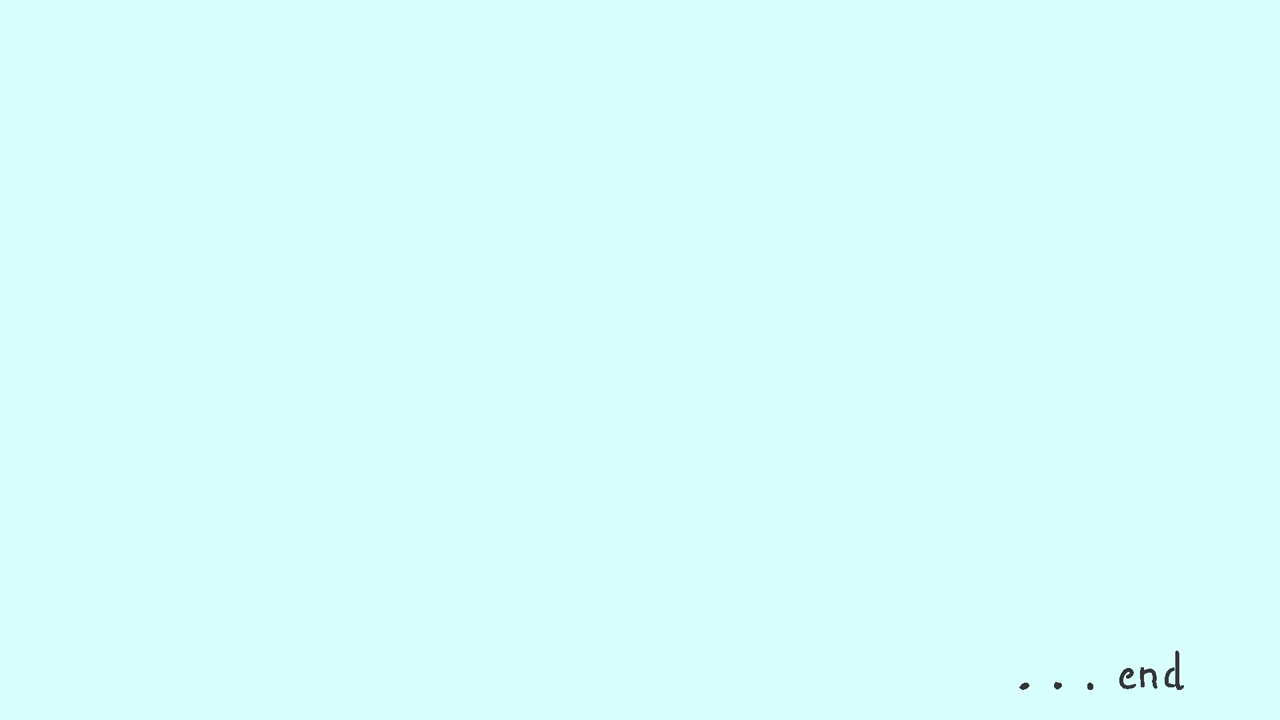 . . . end